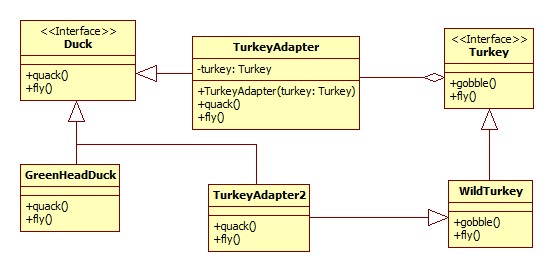 <<Interface>>
Duck
+quack()
+fly()
TurkeyAdapter
-turkey: Turkey
+TurkeyAdapter(turkey: Turkey)
+quack()
+fly()
<<Interface>>
Turkey
+gobble()
+fly()
GreenHeadDuck
+quack()
+fly()
TurkeyAdapter2
+quack()
+fly()
WildTurkey
+gobble()
+fly()